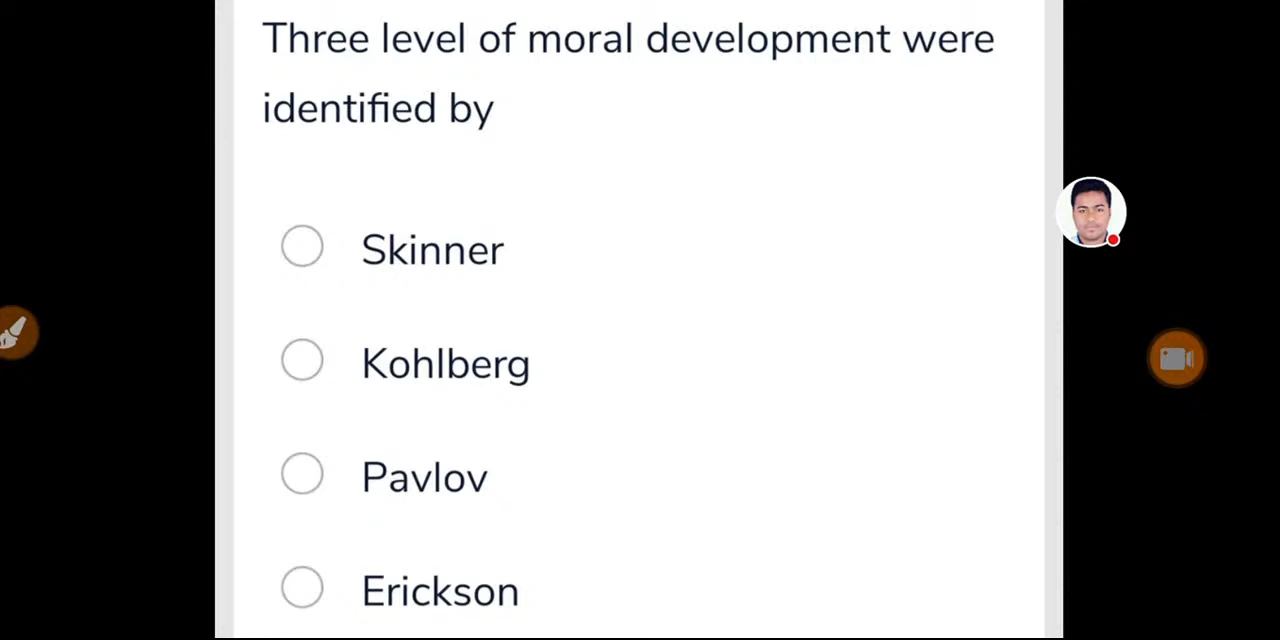 Three level of moral development were
identified by
Skinner
Kohlberg
Pavlov
Erickson